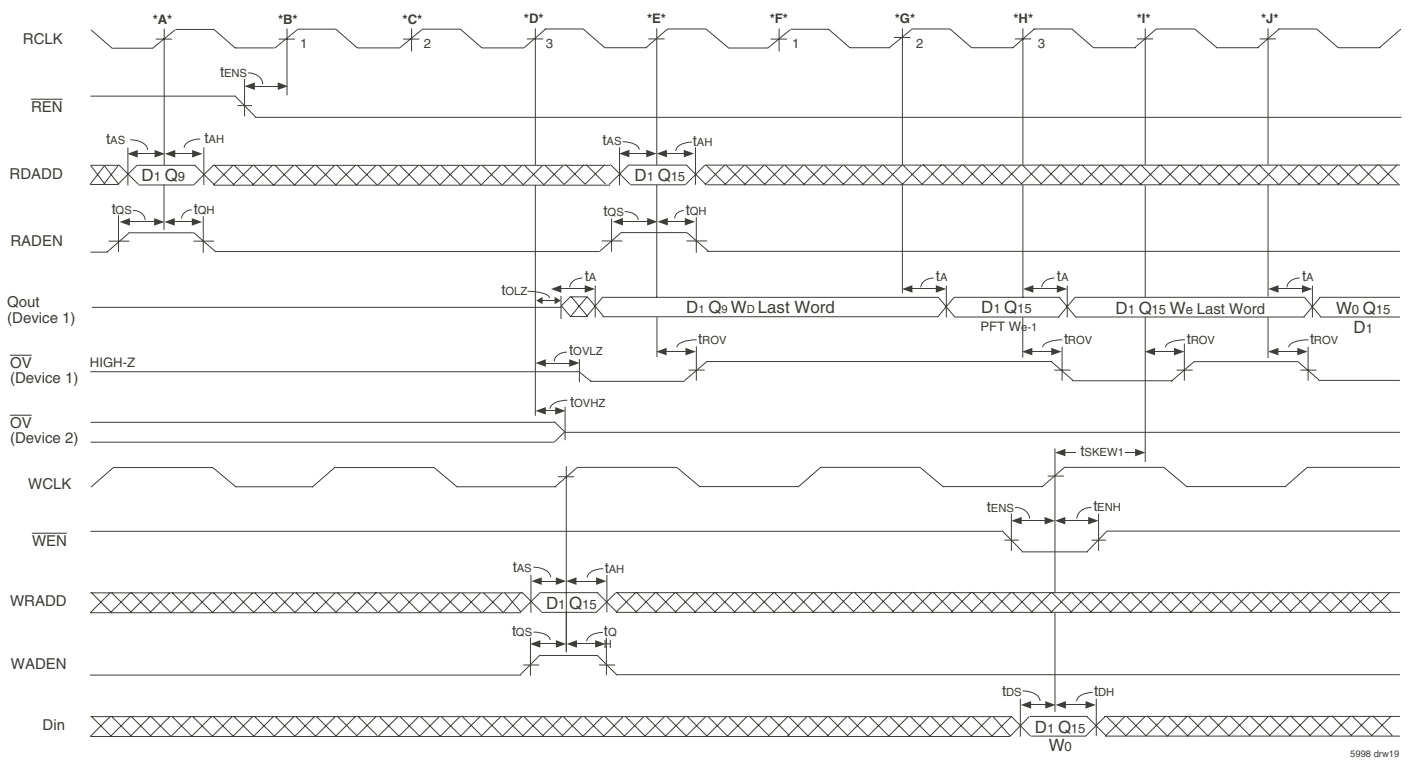 *A* *B* *C* *D* *E* *F* *G* *H* *I* *J*
RCLK 1 2 3 1 2 3
tENS
REN
tAS tAH tAS tAH
RDADD D1 Q9 D1 Q15
tQS tQH tQS tQH
RADEN
tOLZ tA tA tA tA
Qout
(Device 1)
D1 Q9 WD Last Word D1 Q15 D1 Q15 We Last Word W0 Q15
PFT We-1 D1
tOVLZ tROV tROV tROV tROV
OV
(Device 1)
HIGH-Z
tOVHZ
OV
(Device 2)
tSKEW1
WCLK
tENS tENH
WEN
tAS tAH
WRADD D1 Q15
tQS tQ
H
WADEN
tDS tDH
Din D1 Q15
W0
5998 drw19